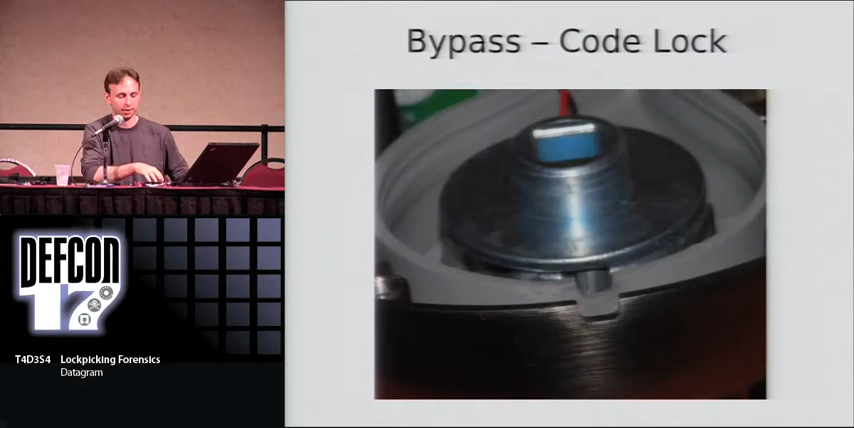 Bypass – Code Lock
DEFCON
17
T4D3S4 Lockpicking Forensics
Datagram